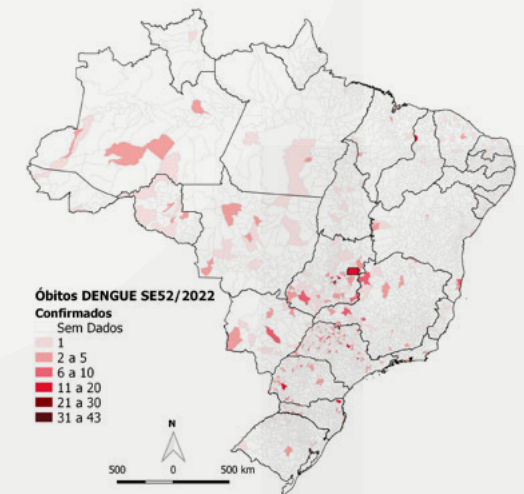 Óbitos DENGUE SE52/2022
Confirmados
Sem Dados
1
2 a 5
6 a 10
11 a 20
21 a 30
31 a 43
N
500 0 500 km